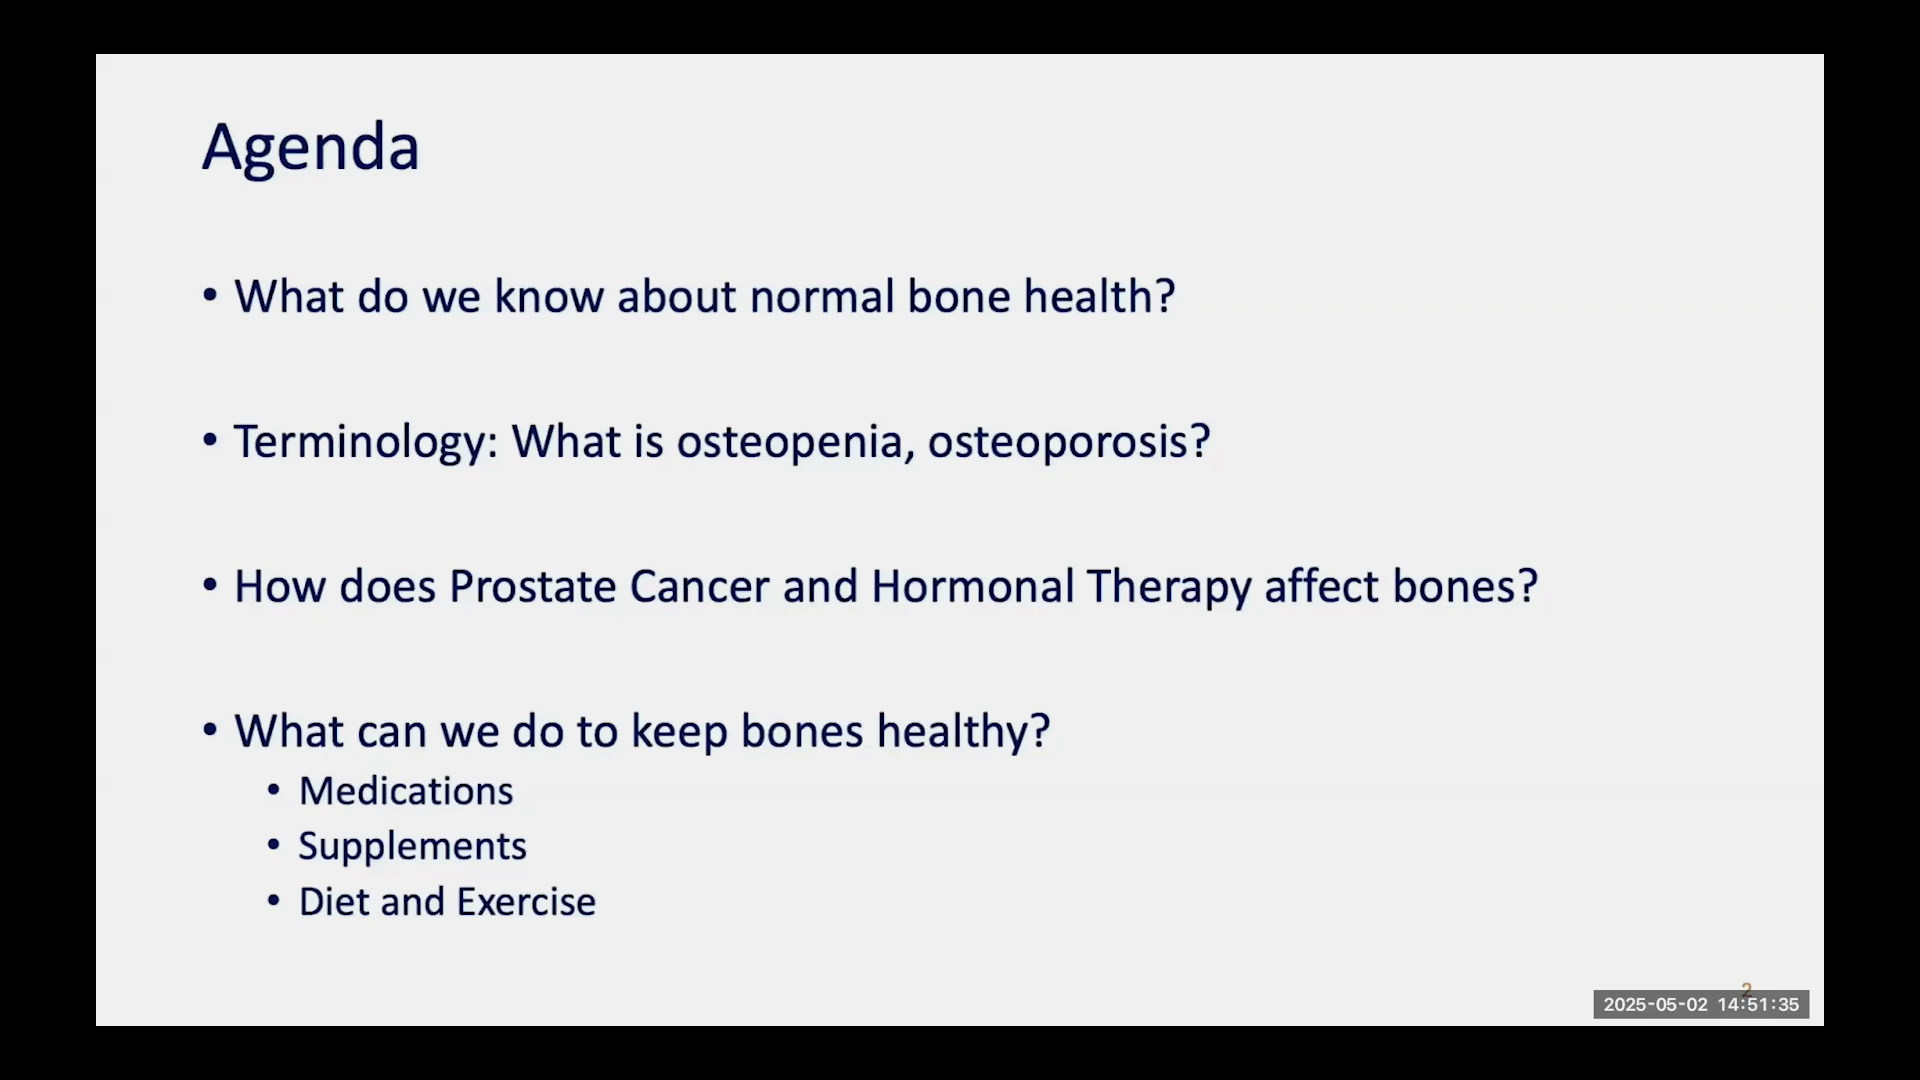 Agenda
• What do we know about normal bone health?
• Terminology: What is osteopenia, osteoporosis?
• How does Prostate Cancer and Hormonal Therapy affect bones?
• What can we do to keep bones healthy?
• Medications
• Supplements
• Diet and Exercise
2
2025-05-02 14:51:35